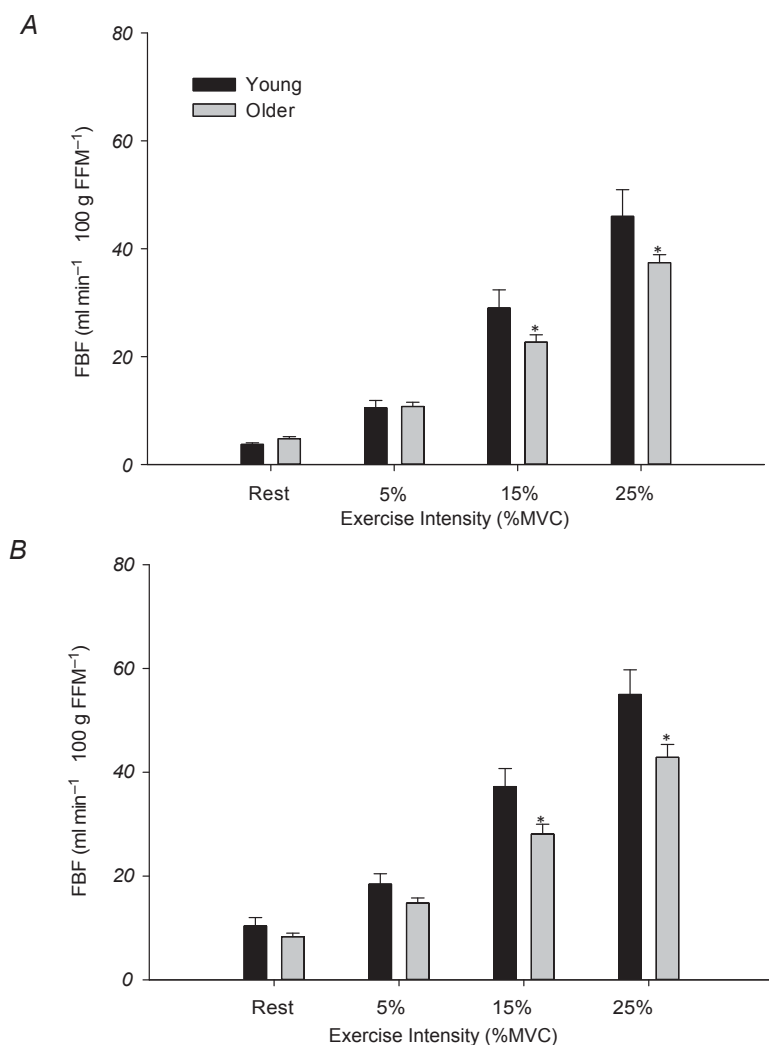 A
80
60
40
20
0
FBF (ml min⁻¹ 100 g FFM⁻¹)
Young
Older
*
*
Rest 5% 15% 25%
Exercise Intensity (%MVC)
B
80
60
40
20
0
FBF (ml min⁻¹ 100 g FFM⁻¹)
*
*
Rest 5% 15% 25%
Exercise Intensity (%MVC)